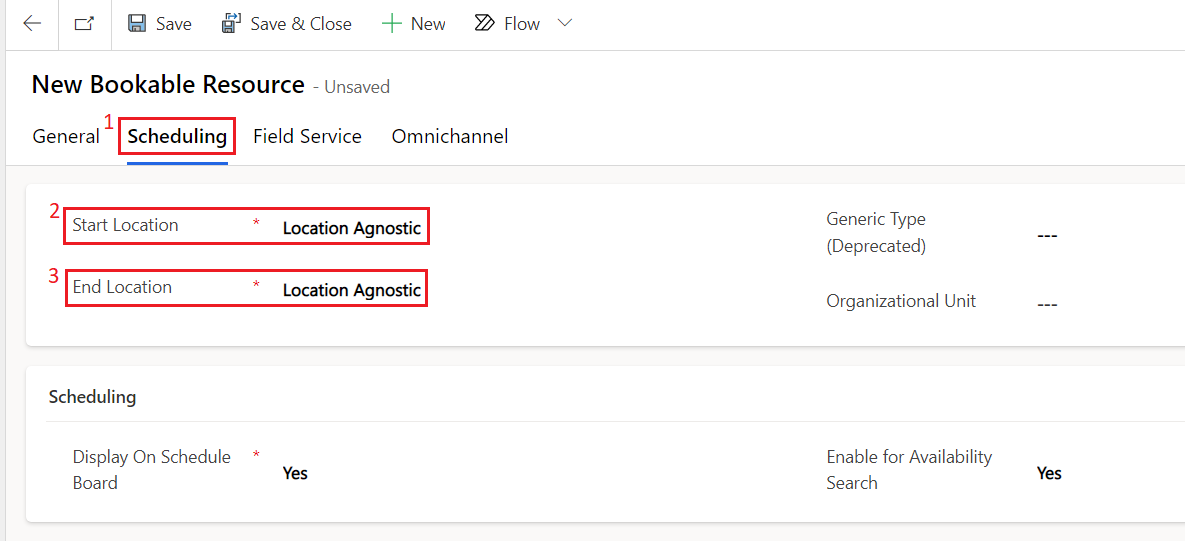 Save Save & Close New Flow
New Bookable Resource - Unsaved
General 1 Scheduling Field Service Omnichannel
2 Start Location * Location Agnostic
Generic Type
(Deprecated) ---
3 End Location * Location Agnostic
Organizational Unit ---
Scheduling
Display On Schedule
Board * Yes
Enable for Availability
Search Yes